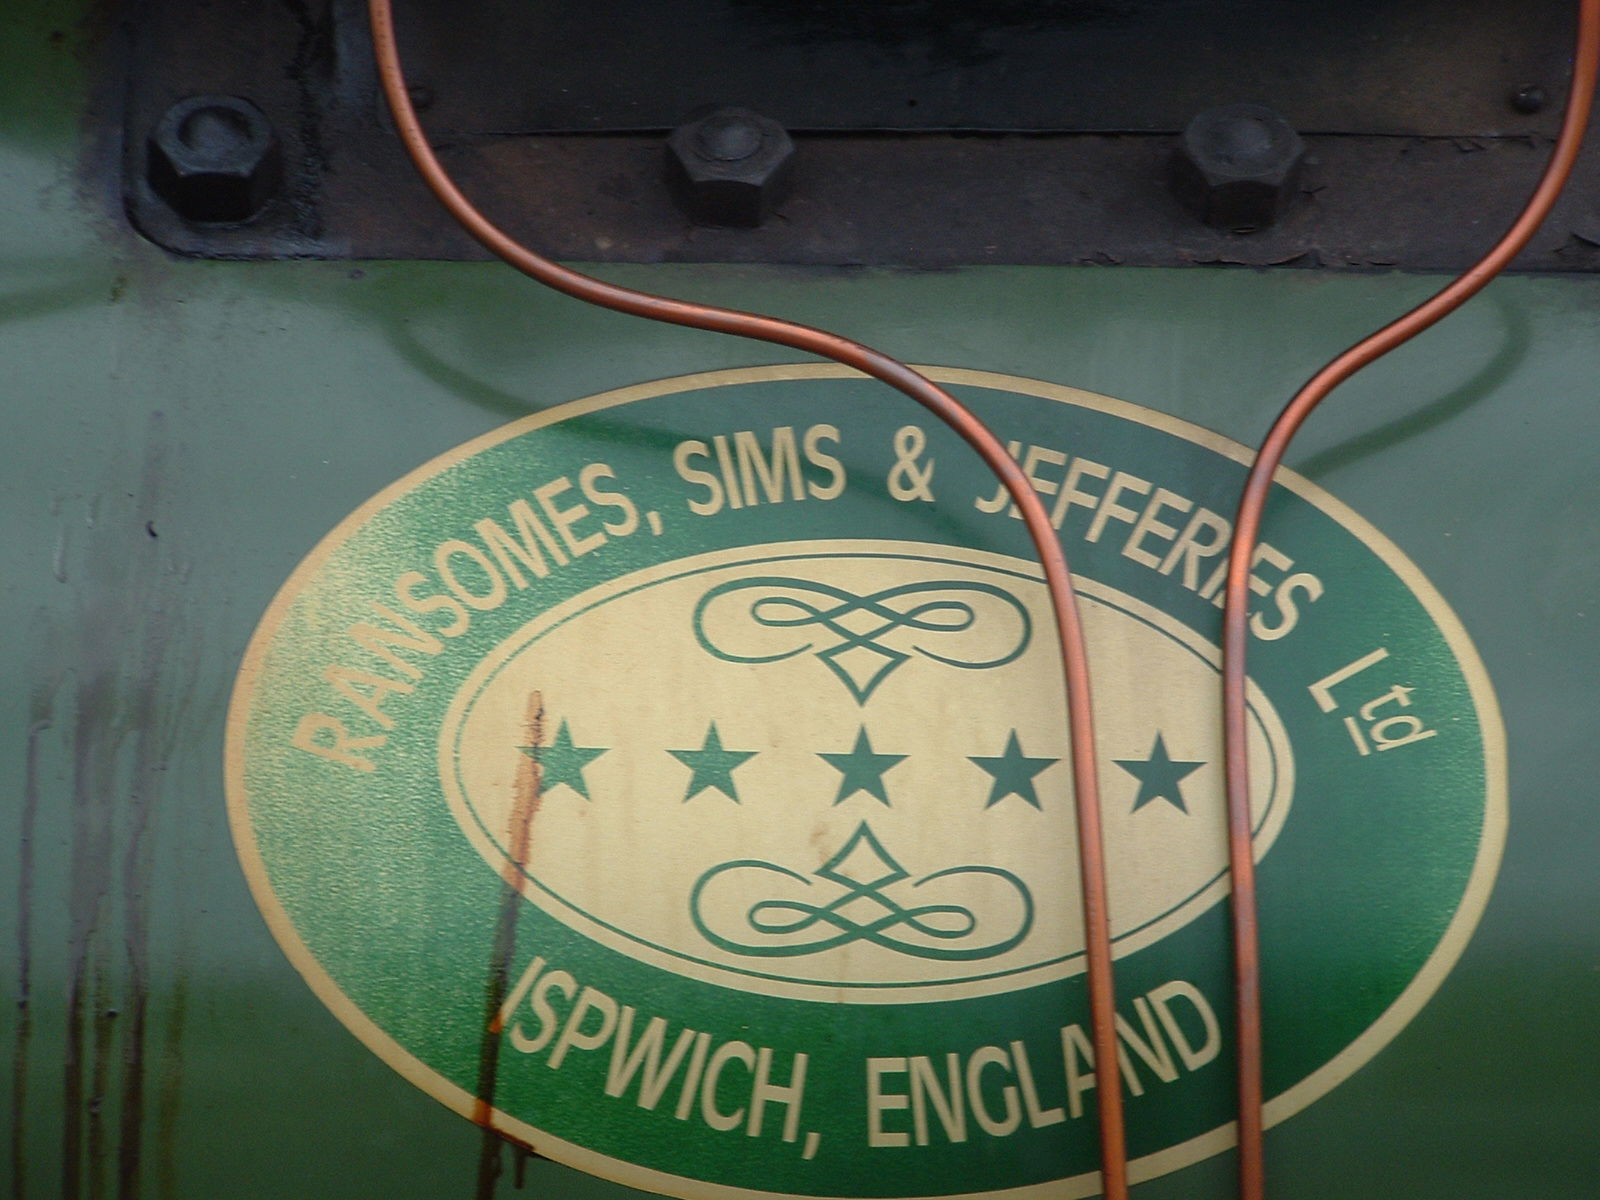 RANSOMES, SIMS & JEFFERIES Ltd
ISPWICH, ENGLAND